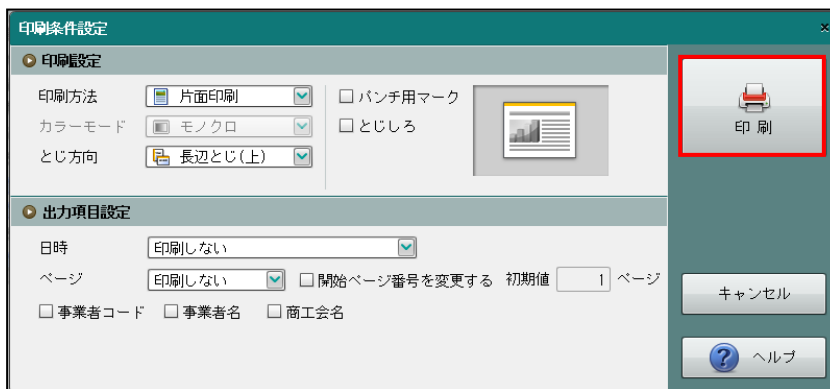 印刷条件設定 ×
印刷設定
印刷方法 片面印刷 パンチ用マーク
カラーモード モノクロ とじしろ
とじ方向 長辺とじ(上)
印 刷
出力項目設定
日時 印刷しない
ページ 印刷しない 開始ページ番号を変更する 初期値 1 ページ
事業者コード 事業者名 商工会名
キャンセル
? ヘルプ